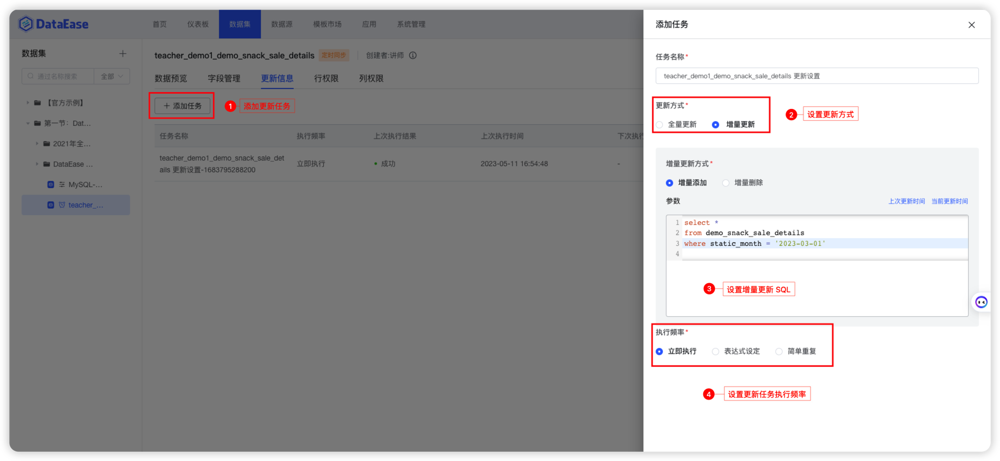 DataEase
首页
仪表板
数据集
数据源
模板市场
应用
系统管理
数据集
通过名称搜索
全部
【官方示例】
第一节：Dat...
2021年全...
DataEase ...
MySQL-...
teacher_...
teacher_demo1_demo_snack_sale_details
定时同步
创建者:讲师
数据预览
字段管理
更新信息
行权限
列权限
添加任务
1
添加更新任务
任务名称
执行频率
上次执行结果
上次执行时间
下次执行
teacher_demo1_demo_snack_sale_det
ails 更新设置-1683795288200
立即执行
成功
2023-05-11 16:54:48
-
添加任务
任务名称*
teacher_demo1_demo_snack_sale_details 更新设置
更新方式*
全量更新
增量更新
2
设置更新方式
增量更新方式*
增量添加
增量删除
参数
上次更新时间
当前更新时间
1 select *
2 from demo_snack_sale_details
3 where static_month = '2023-03-01'
4
3
设置增量更新 SQL
执行频率*
立即执行
表达式设定
简单重复
4
设置更新任务执行频率